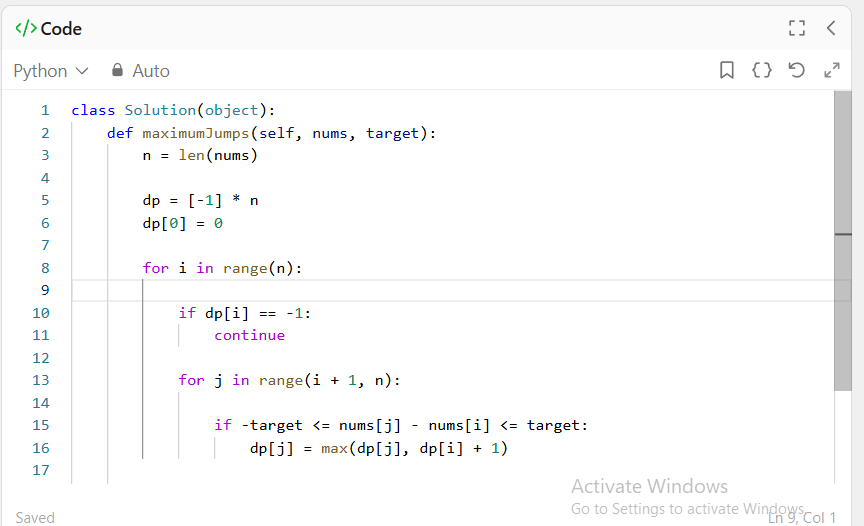 </> Code
Python Auto
1 class Solution(object):
2     def maximumJumps(self, nums, target):
3         n = len(nums)
4
5         dp = [-1] * n
6         dp[0] = 0
7
8         for i in range(n):
9
10             if dp[i] == -1:
11                 continue
12
13             for j in range(i + 1, n):
14
15                 if -target <= nums[j] - nums[i] <= target:
16                     dp[j] = max(dp[j], dp[i] + 1)
17
Activate Windows
Go to Settings to activate Windows.
Saved Ln 9, Col 1